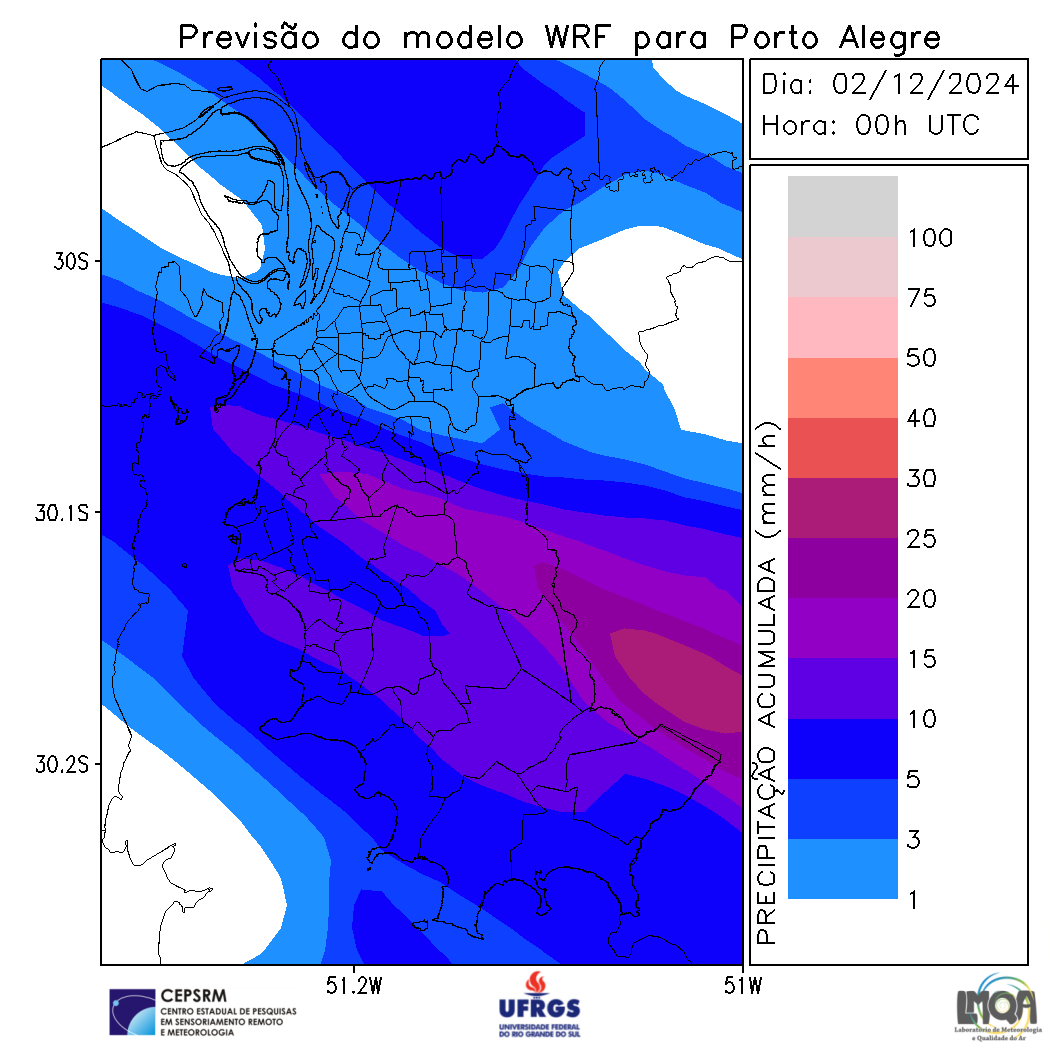 Previsão do modelo WRF para Porto Alegre
Dia: 02/12/2024
Hora: 00h UTC
100
75
50
40
30
25
20
15
10
5
3
1
PRECIPITAÇÃO ACUMULADA (mm/h)
30S
30.1S
30.2S
51.2W
51W
CEPSRM
CENTRO ESTADUAL DE PESQUISAS
EM SENSORIAMENTO REMOTO
E METEOROLOGIA
UFRGS
UNIVERSIDADE FEDERAL
DO RIO GRANDE DO SUL
LMQA
Laboratório de Meteorologia
e Qualidade do Ar